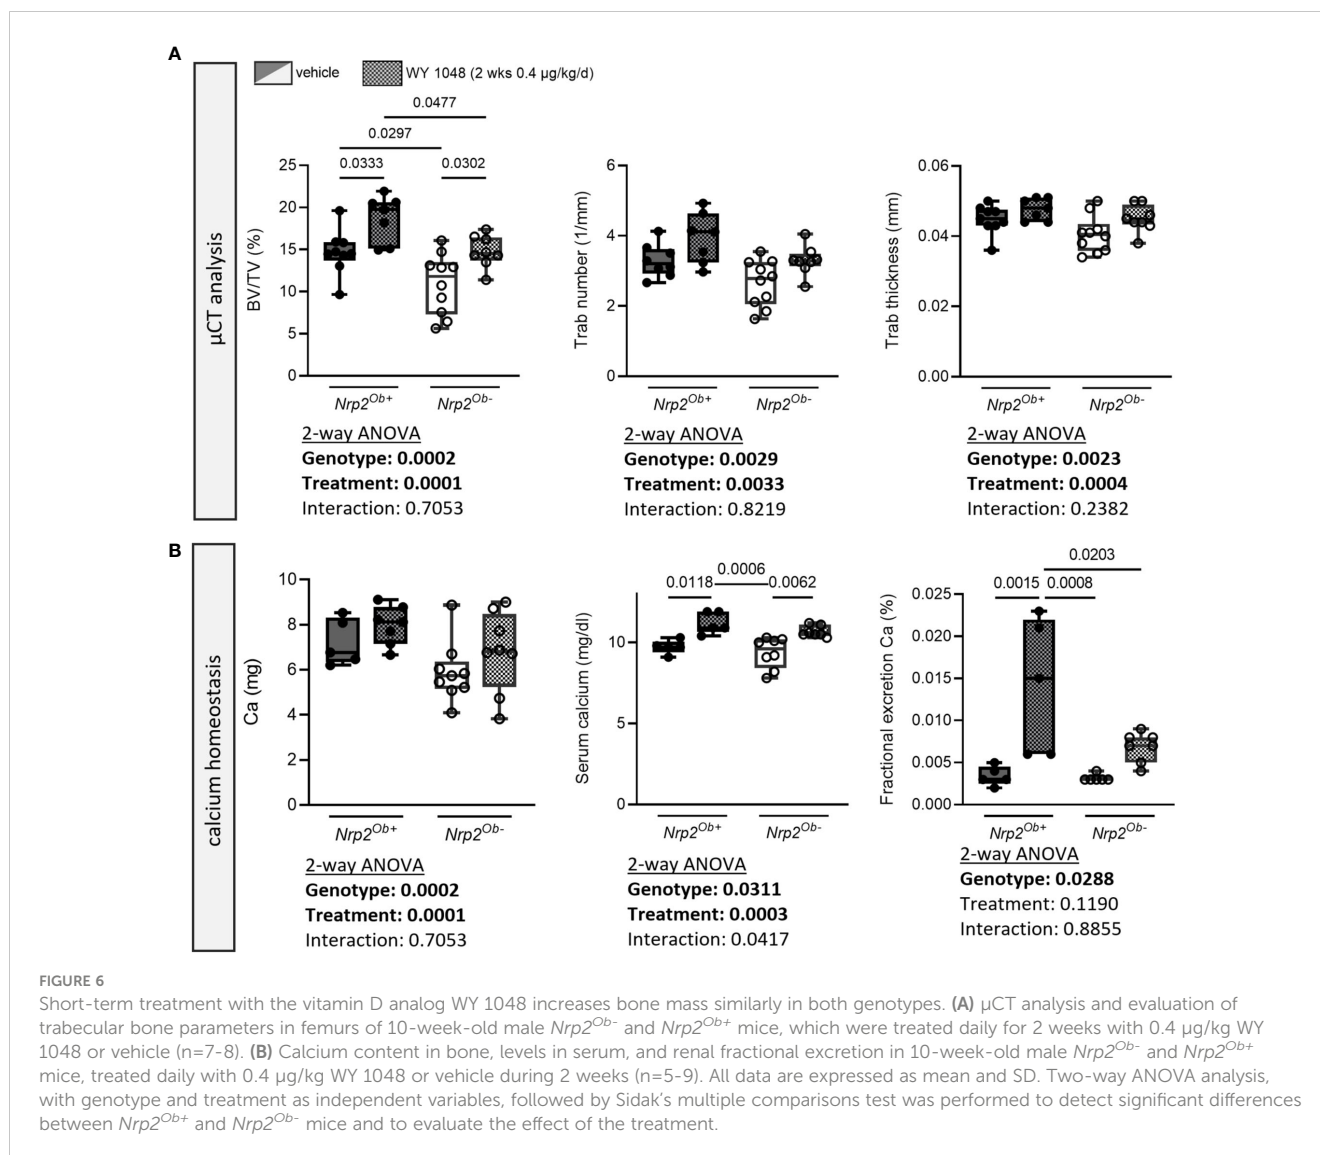 A
vehicle
WY 1048 (2 wks 0.4 µg/kg/d)
µCT analysis
0.0477
0.0297
0.0333
0.0302
BV/TV (%)
25
20
15
10
5
0
Nrp2Ob+
Nrp2Ob-
2-way ANOVA
Genotype: 0.0002
Treatment: 0.0001
Interaction: 0.7053
Trab number (1/mm)
6
4
2
0
Nrp2Ob+
Nrp2Ob-
2-way ANOVA
Genotype: 0.0029
Treatment: 0.0033
Interaction: 0.8219
Trab thickness (mm)
0.06
0.04
0.02
0.00
Nrp2Ob+
Nrp2Ob-
2-way ANOVA
Genotype: 0.0023
Treatment: 0.0004
Interaction: 0.2382
B
calcium homeostasis
Ca (mg)
10
8
6
4
2
0
Nrp2Ob+
Nrp2Ob-
2-way ANOVA
Genotype: 0.0002
Treatment: 0.0001
Interaction: 0.7053
0.0006
0.0118
0.0062
Serum calcium (mg/dl)
10
5
0
Nrp2Ob+
Nrp2Ob-
2-way ANOVA
Genotype: 0.0311
Treatment: 0.0003
Interaction: 0.0417
0.0203
0.0015
0.0008
Fractional excretion Ca (%)
0.025
0.020
0.015
0.010
0.005
0.000
Nrp2Ob+
Nrp2Ob-
2-way ANOVA
Genotype: 0.0288
Treatment: 0.1190
Interaction: 0.8855
FIGURE 6
Short-term treatment with the vitamin D analog WY 1048 increases bone mass similarly in both genotypes. (A) µCT analysis and evaluation of
trabecular bone parameters in femurs of 10-week-old male Nrp2Ob- and Nrp2Ob+ mice, which were treated daily for 2 weeks with 0.4 µg/kg WY
1048 or vehicle (n=7-8). (B) Calcium content in bone, levels in serum, and renal fractional excretion in 10-week-old male Nrp2Ob- and Nrp2Ob+
mice, treated daily with 0.4 µg/kg WY 1048 or vehicle during 2 weeks (n=5-9). All data are expressed as mean and SD. Two-way ANOVA analysis,
with genotype and treatment as independent variables, followed by Sidak's multiple comparisons test was performed to detect significant differences
between Nrp2Ob+ and Nrp2Ob- mice and to evaluate the effect of the treatment.